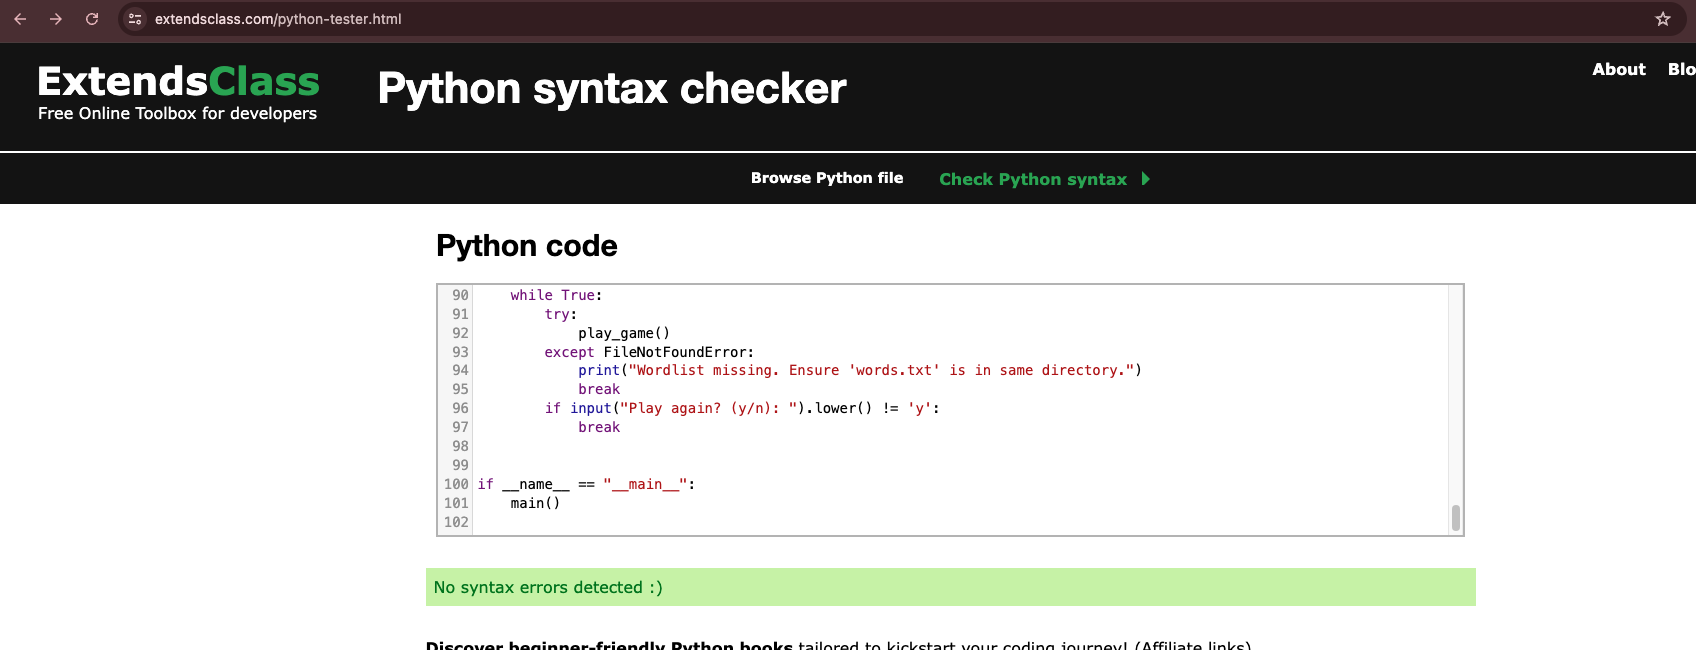 extendsclass.com/python-tester.html
ExtendsClass
Free Online Toolbox for developers
Python syntax checker
About Blo
Browse Python file Check Python syntax
Python code
90 while True:
91 try:
92 play_game()
93 except FileNotFoundError:
94 print("Wordlist missing. Ensure 'words.txt' is in same directory.")
95 break
96 if input("Play again? (y/n): ").lower() != 'y':
97 break
98
99
100 if __name__ == "__main__":
101 main()
102
No syntax errors detected :)
Discover beginner-friendly Python books tailored to kickstart your coding journey! (Affiliate links)